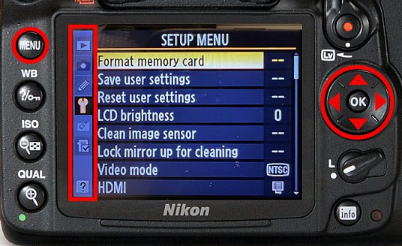 MENU
SETUP MENU
Format memory card --
Save user settings --
Reset user settings --
LCD brightness 0
Clean image sensor --
Lock mirror up for cleaning --
Video mode NTSC
HDMI
WB
?/
ISO
QUAL
Lv
OK
L
info
Nikon